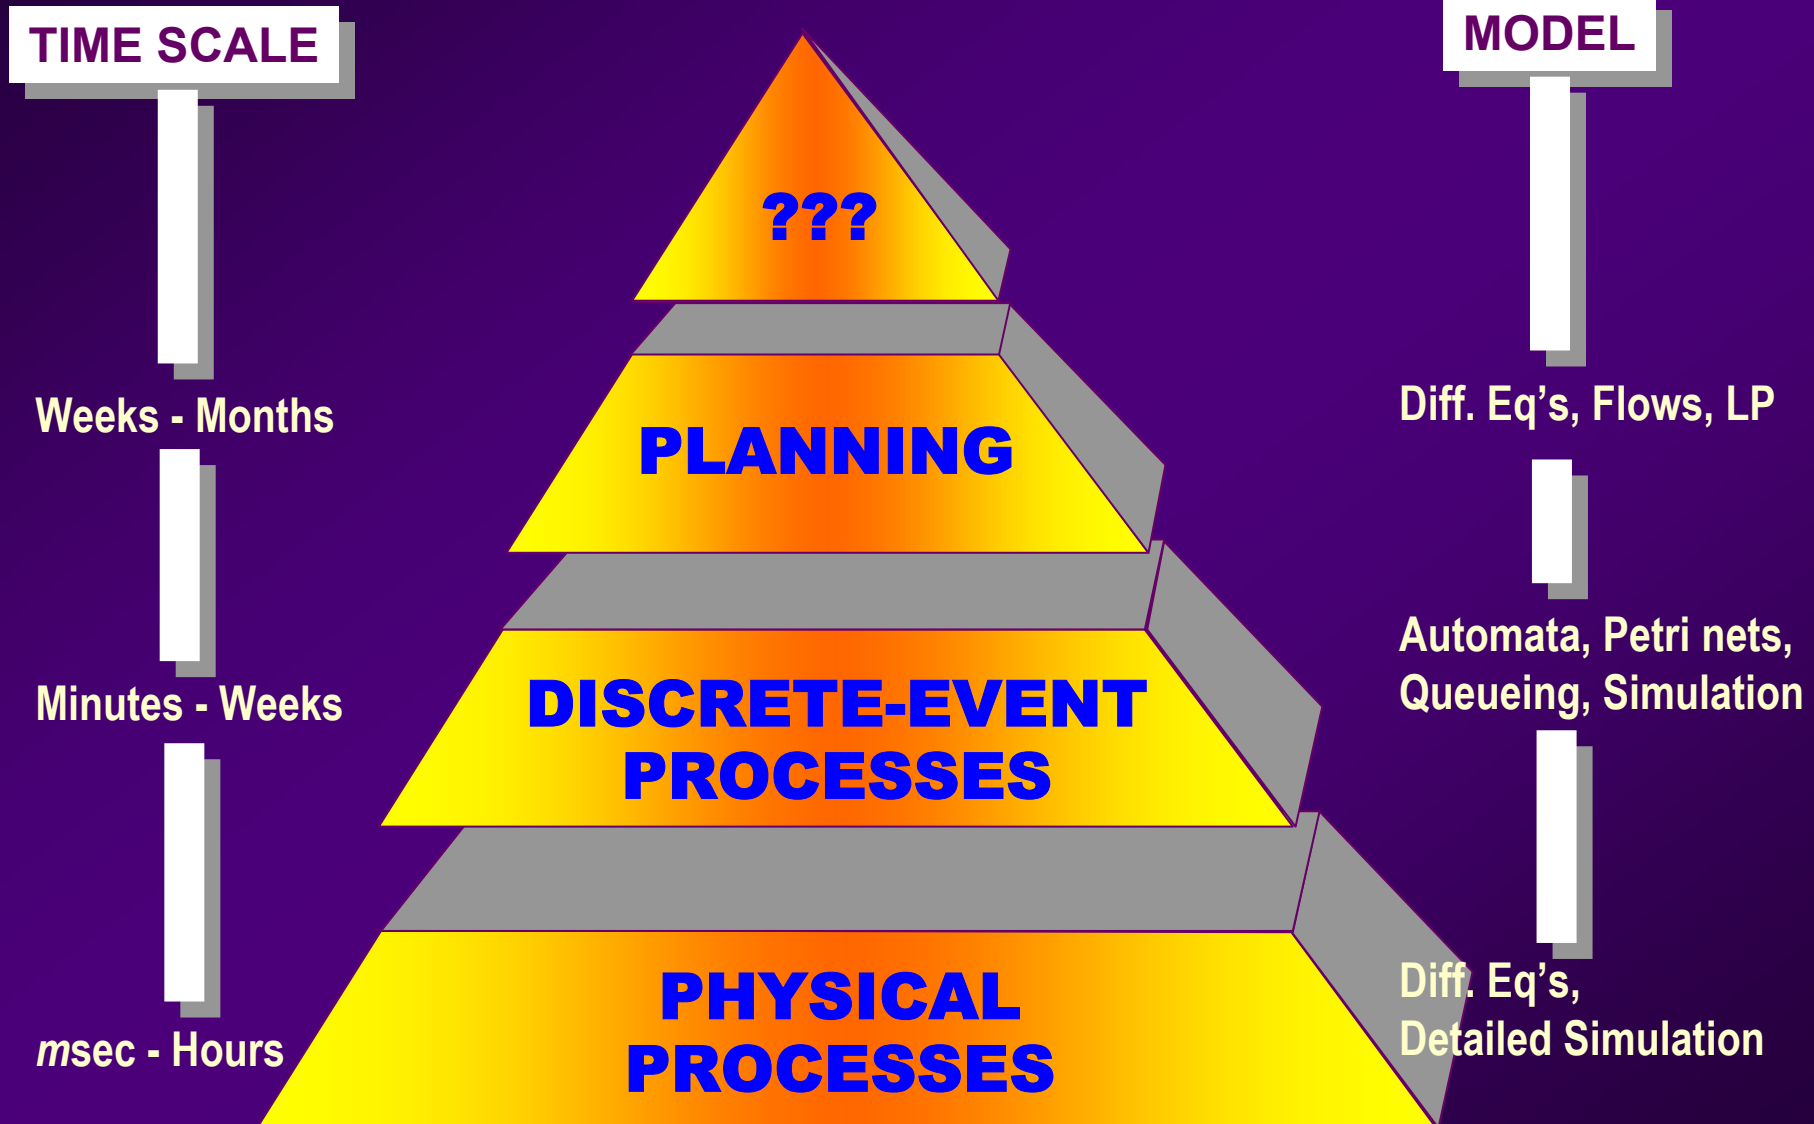 TIME SCALE
MODEL
???
Weeks - Months
PLANNING
Diff. Eq’s, Flows, LP
Minutes - Weeks
DISCRETE-EVENT
PROCESSES
Automata, Petri nets,
Queueing, Simulation
msec - Hours
PHYSICAL
PROCESSES
Diff. Eq’s,
Detailed Simulation